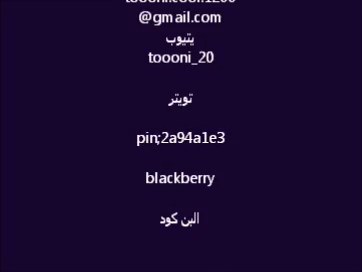 @gmail.com
يتيوب
toooni_20
تويتر
pin;2a94a1e3
blackberry
البن كود